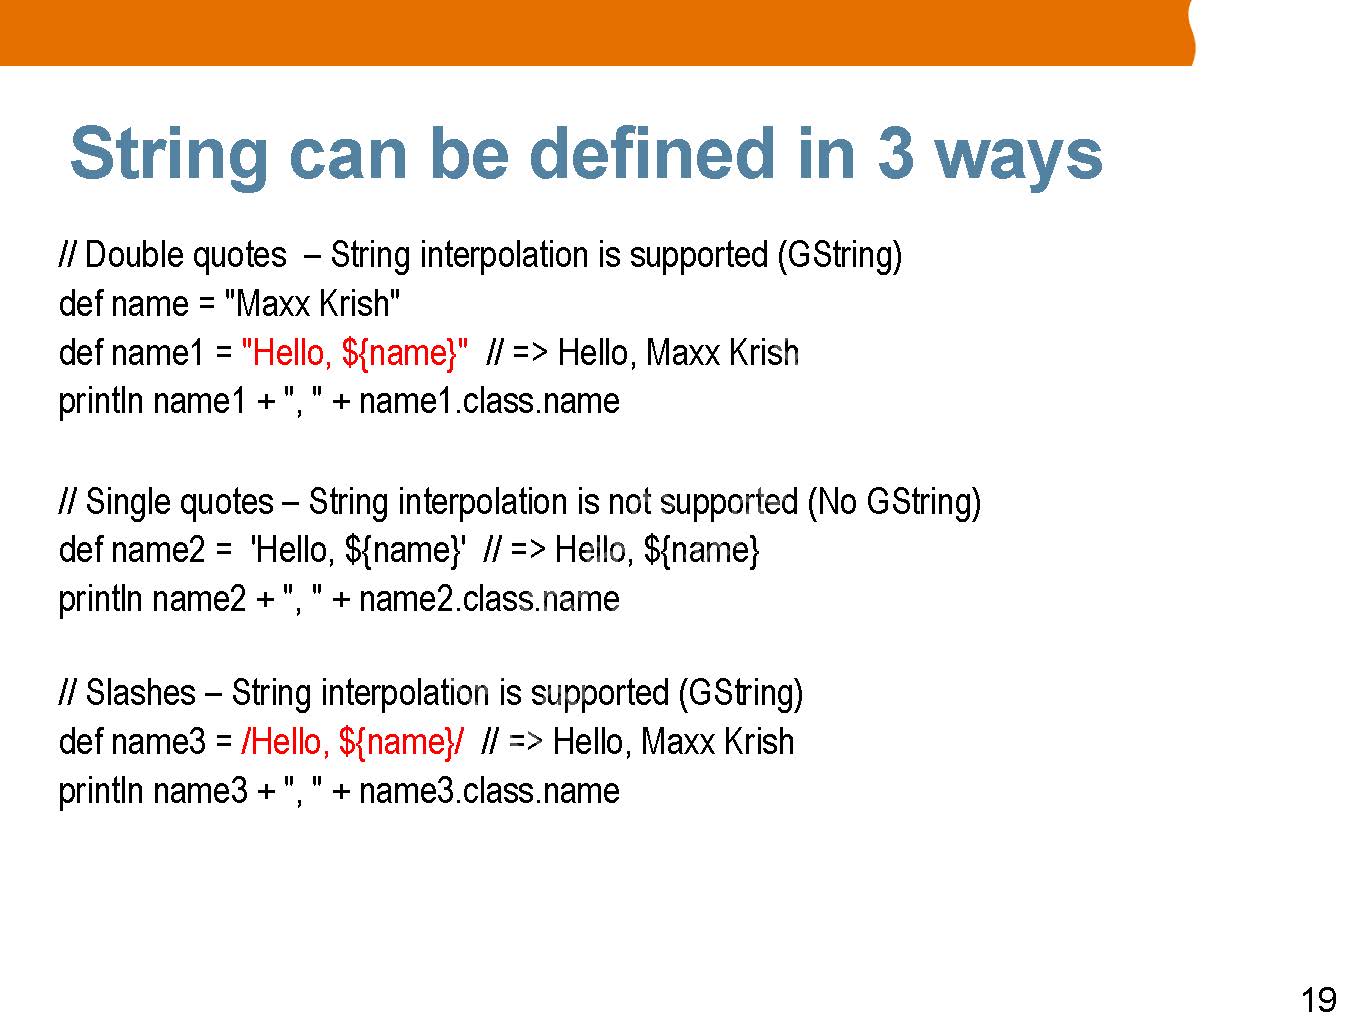 String can be defined in 3 ways
// Double quotes – String interpolation is supported (GString)
def name = "Maxx Krish"
def name1 = "Hello, ${name}" // => Hello, Maxx Krish
println name1 + ", " + name1.class.name
// Single quotes – String interpolation is not supported (No GString)
def name2 = 'Hello, ${name}' // => Hello, ${name}
println name2 + ", " + name2.class.name
// Slashes – String interpolation is supported (GString)
def name3 = /Hello, ${name}/ // => Hello, Maxx Krish
println name3 + ", " + name3.class.name
19